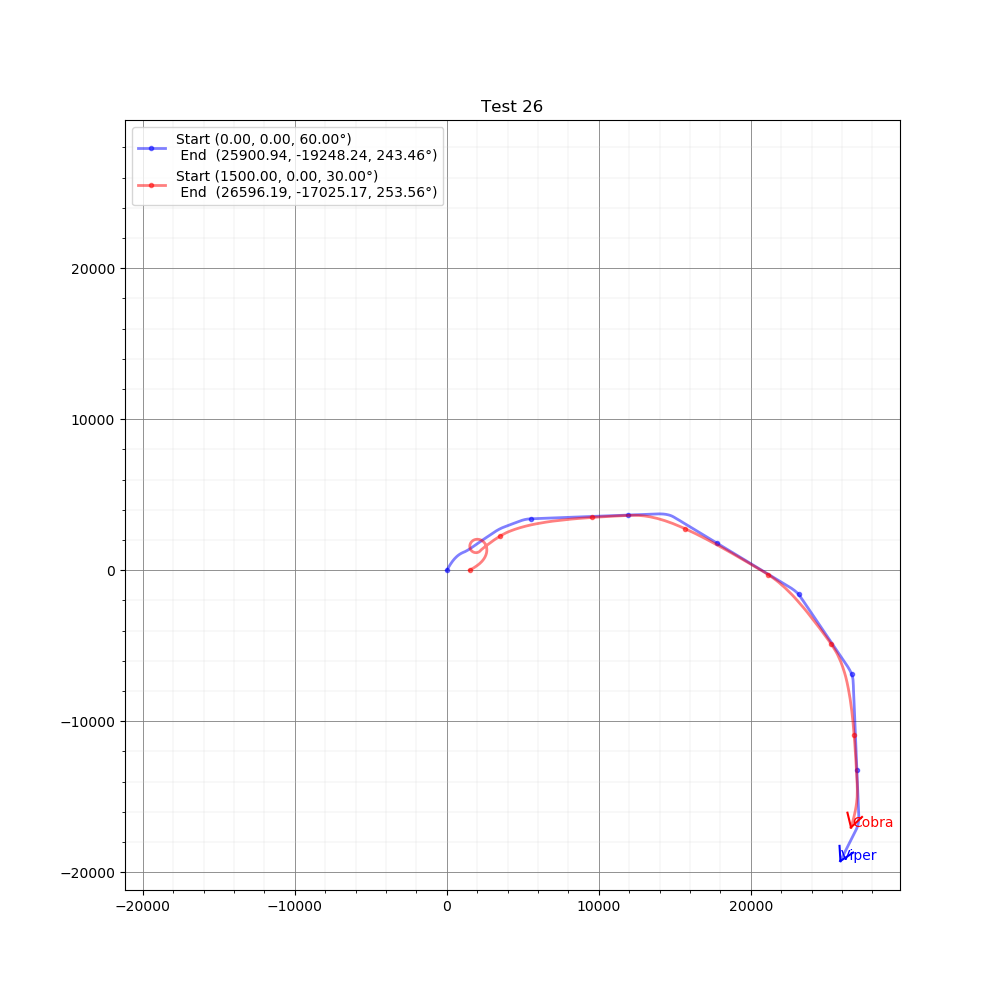 Test 26
Start (0.00, 0.00, 60.00°)
End (25900.94, -19248.24, 243.46°)
Start (1500.00, 0.00, 30.00°)
End (26596.19, -17025.17, 253.56°)
20000
10000
0
−10000
−20000
Cobra
Viper
−20000
−10000
0
10000
20000